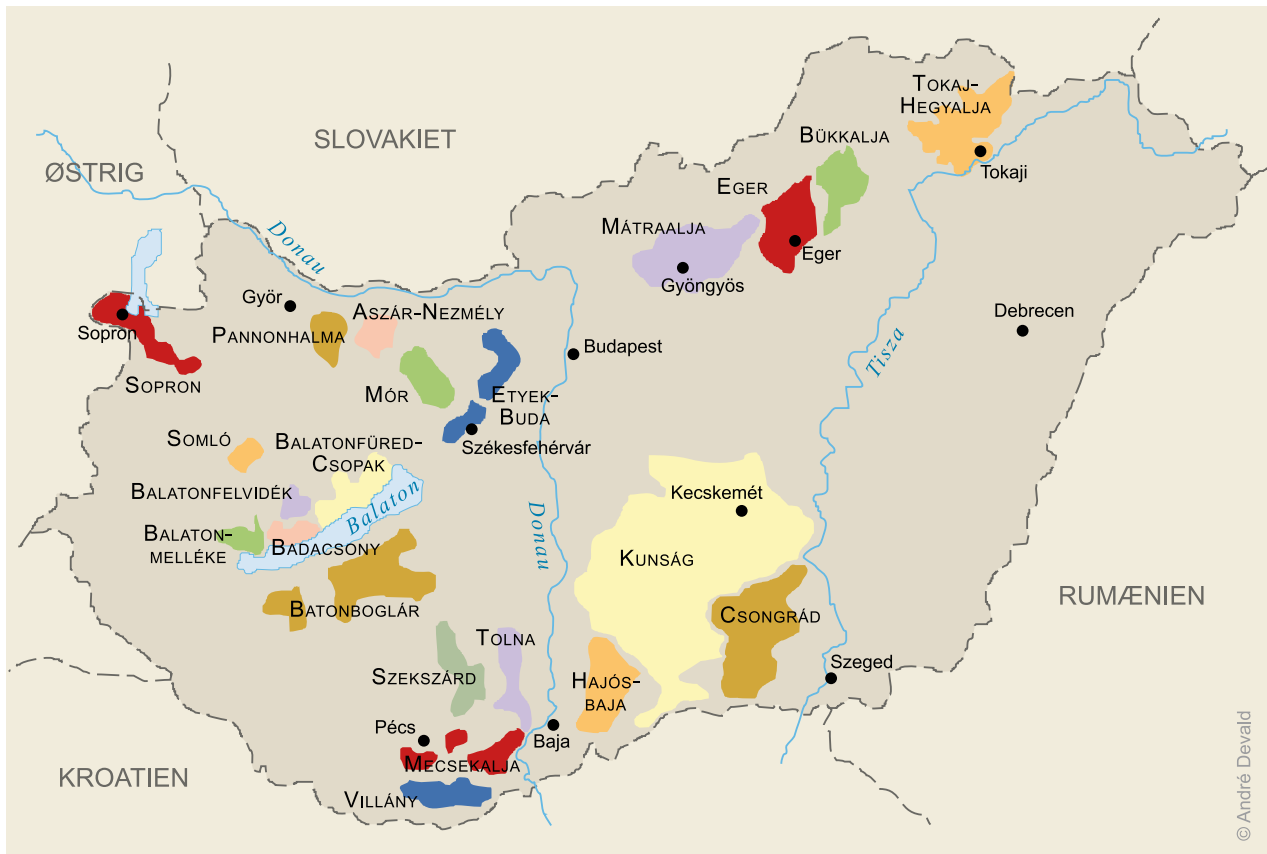 TOKAJ-
HEGYALJA
SLOVAKIET
BÜKKALJA
ØSTRIG
Tokaji
EGER
MÁTRAALJA
Donau
Eger
Gyöngyös
Györ
ASZÁR-NEZMÉLY
Debrecen
Sopron
PANNONHALMA
Budapest
Tisza
SOPRON
MÓR
ETYEK-
BUDA
SOMLÓ
BALATONFÜRED-
CSOPAK
Székesfehérvár
BALATONFELVIDÉK
Balaton
Kecskemét
BALATON-
MELLÉKE
BADACSONY
Donau
KUNSÁG
BATONBOGLÁR
CSONGRÁD
RUMÆNIEN
TOLNA
SZEKSZÁRD
HAJÓS-
BAJA
Szeged
Pécs
Baja
MECSEKALJA
KROATIEN
VILLÁNY
© André Devald